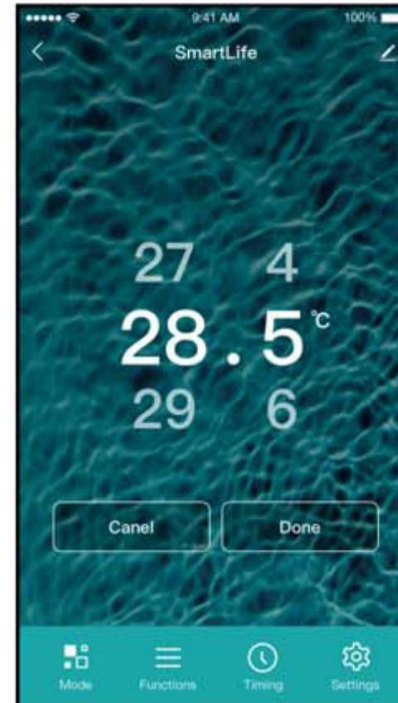 9:41 AM 100%
SmartLife
27 4
28.5 °C
29 6
Canel Done
Mode Functions Timing Settings